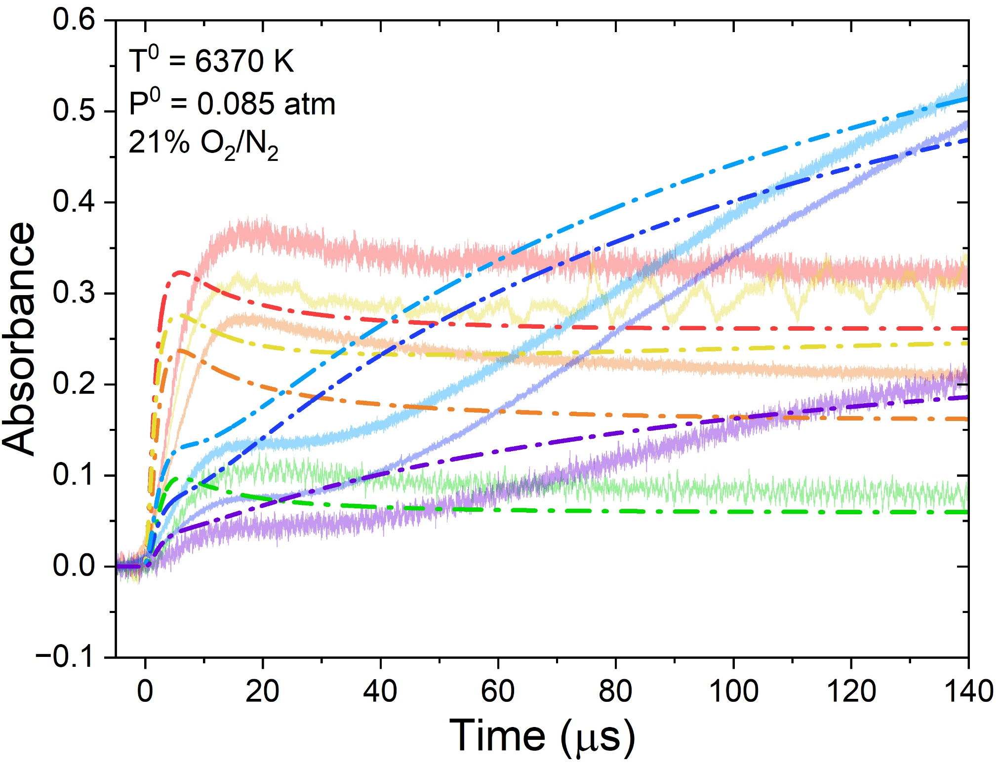 0.6
0.5
0.4
0.3
0.2
0.1
0.0
−0.1
Absorbance
T⁰ = 6370 K
P⁰ = 0.085 atm
21% O₂/N₂
0 20 40 60 80 100 120 140
Time (μs)